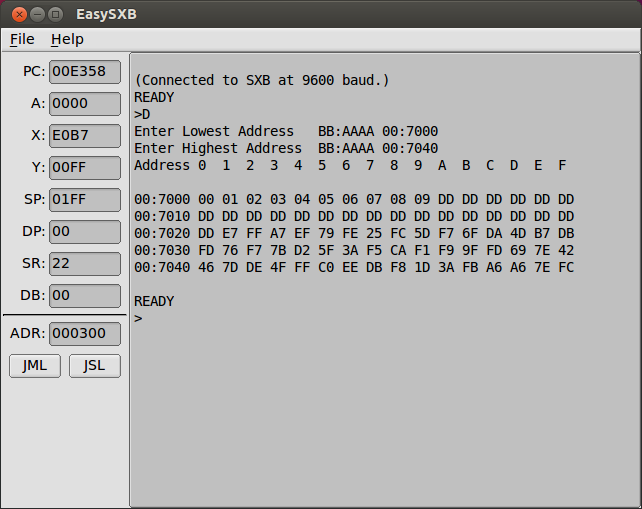 EasySXB
File Help
PC: 00E358
A: 0000
X: E0B7
Y: 00FF
SP: 01FF
DP: 00
SR: 22
DB: 00
ADR: 000300
JML JSL
(Connected to SXB at 9600 baud.)
READY
>D
Enter Lowest Address   BB:AAAA 00:7000
Enter Highest Address  BB:AAAA 00:7040
Address 0  1  2  3  4  5  6  7  8  9  A  B  C  D  E  F
00:7000 00 01 02 03 04 05 06 07 08 09 DD DD DD DD DD DD
00:7010 DD DD DD DD DD DD DD DD DD DD DD DD DD DD DD DD
00:7020 DD E7 FF A7 EF 79 FE 25 FC 5D F7 6F DA 4D B7 DB
00:7030 FD 76 F7 7B D2 5F 3A F5 CA F1 F9 9F FD 69 7E 42
00:7040 46 7D DE 4F FF C0 EE DB F8 1D 3A FB A6 A6 7E FC
READY
>